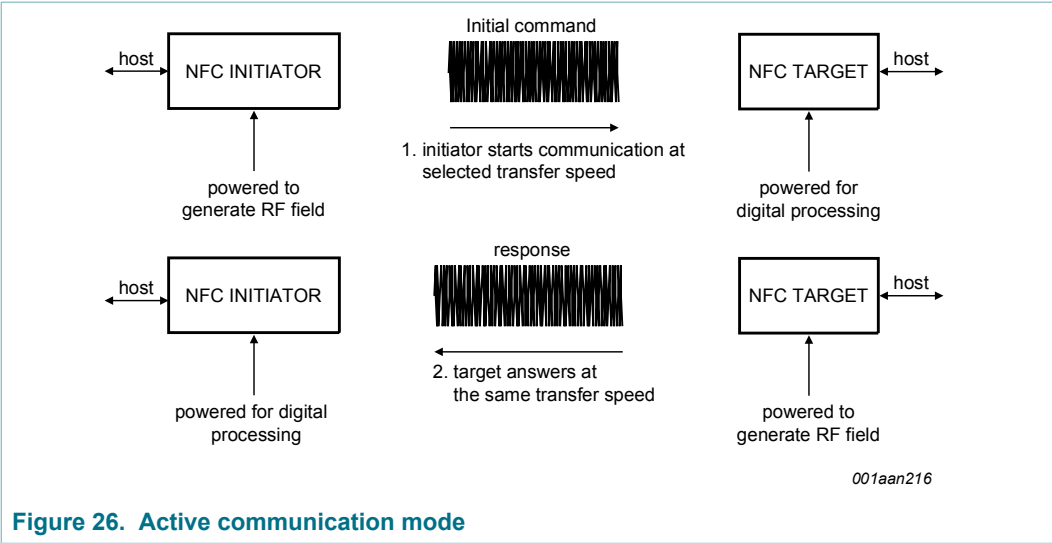 Initial command
host
NFC INITIATOR
NFC TARGET
host
1. initiator starts communication at
selected transfer speed
powered to
generate RF field
powered for
digital processing
response
host
NFC INITIATOR
NFC TARGET
host
2. target answers at
the same transfer speed
powered for digital
processing
powered to
generate RF field
001aan216
Figure 26. Active communication mode